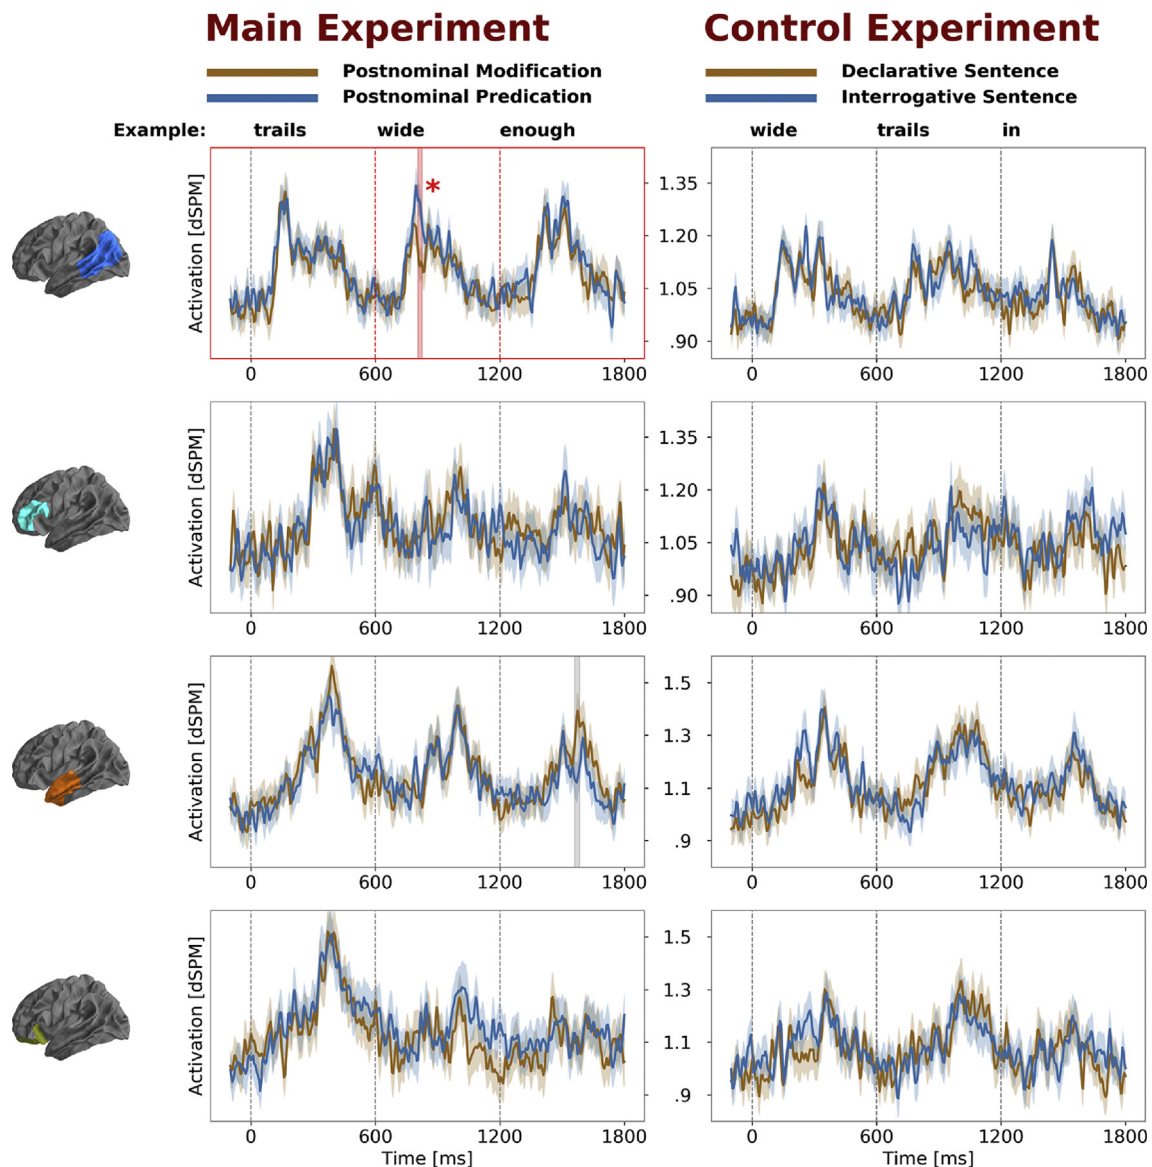 Main Experiment Control Experiment
Postnominal Modification Declarative Sentence
Postnominal Predication Interrogative Sentence
Example: trails wide enough wide trails in
Activation [dSPM]
*
1.35
1.20
1.05
.90
0 600 1200 1800 0 600 1200 1800
Activation [dSPM]
1.35
1.20
1.05
.90
0 600 1200 1800 0 600 1200 1800
Activation [dSPM]
1.5
1.3
1.1
.9
0 600 1200 1800 0 600 1200 1800
Activation [dSPM]
1.5
1.3
1.1
.9
0 600 1200 1800 0 600 1200 1800
Time [ms] Time [ms]